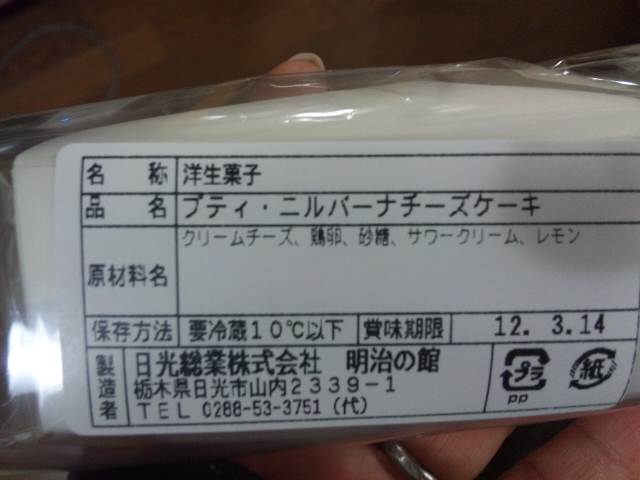 名 称 洋生菓子
品 名 プティ・ニルバーナチーズケーキ
原材料名 クリームチーズ、鶏卵、砂糖、サワークリーム、レモン
保存方法 要冷蔵１０℃以下 賞味期限 12. 3.14
製造者 日光総業株式会社 明治の館
栃木県日光市山内２３３９－１
ＴＥＬ 0288-53-3751（代）
プラ
PP
紙